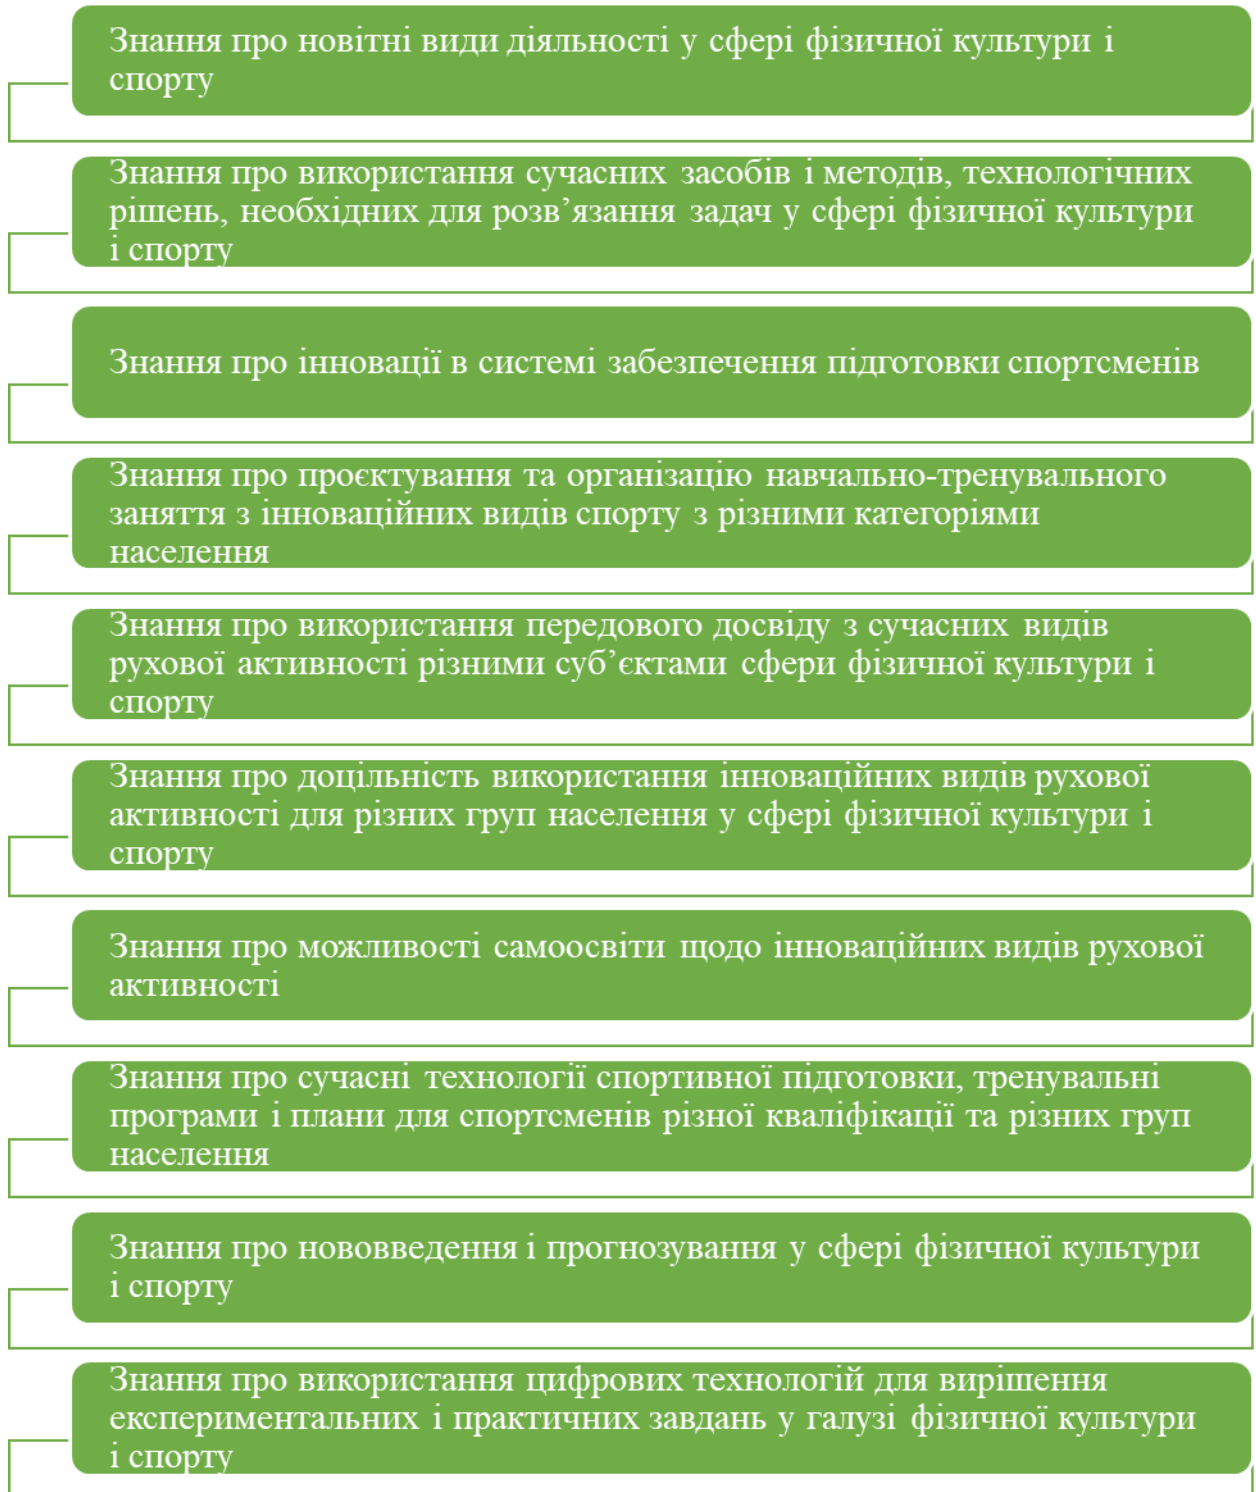 Знання про новітні види діяльності у сфері фізичної культури і
спорту
Знання про використання сучасних засобів і методів, технологічних
рішень, необхідних для розв’язання задач у сфері фізичної культури
і спорту
Знання про інновації в системі забезпечення підготовки спортсменів
Знання про проєктування та організацію навчально-тренувального
заняття з інноваційних видів спорту з різними категоріями
населення
Знання про використання передового досвіду з сучасних видів
рухової активності різними суб’єктами сфери фізичної культури і
спорту
Знання про доцільність використання інноваційних видів рухової
активності для різних груп населення у сфері фізичної культури і
спорту
Знання про можливості самоосвіти щодо інноваційних видів рухової
активності
Знання про сучасні технології спортивної підготовки, тренувальні
програми і плани для спортсменів різної кваліфікації та різних груп
населення
Знання про нововведення і прогнозування у сфері фізичної культури
і спорту
Знання про використання цифрових технологій для вирішення
експериментальних і практичних завдань у галузі фізичної культури
і спорту